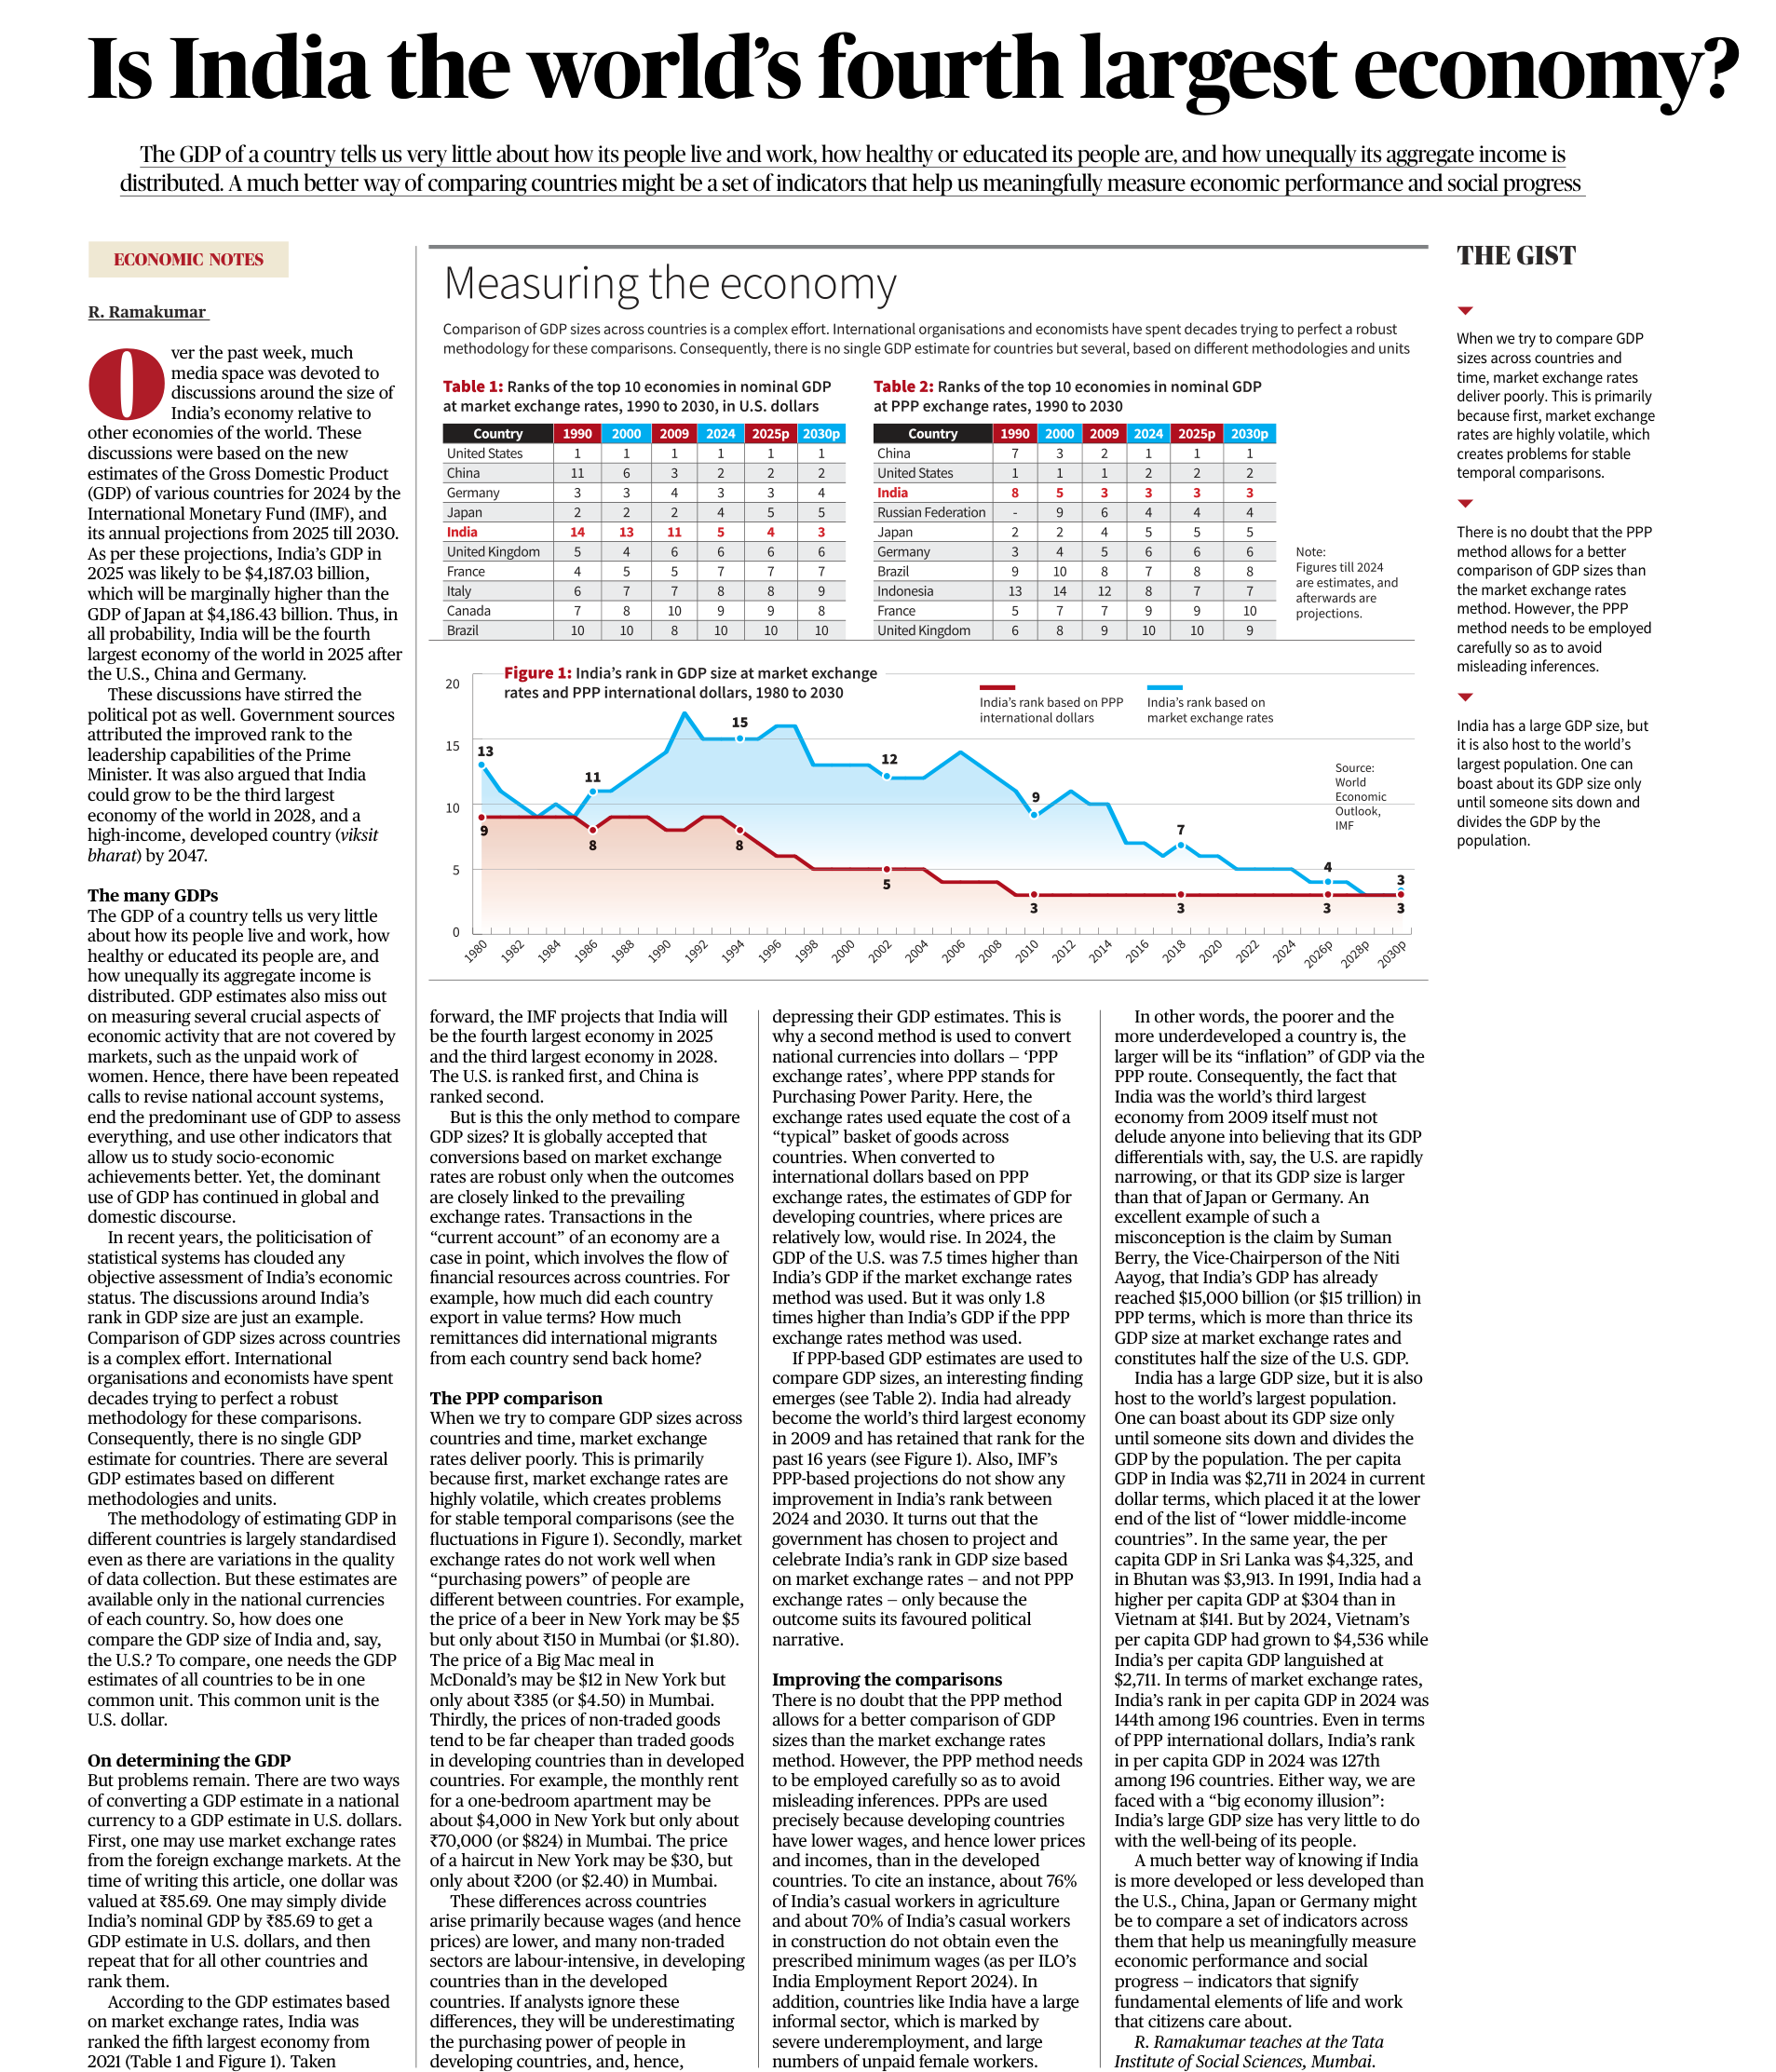 Is India the world’s fourth largest economy?
The GDP of a country tells us very little about how its people live and work, how healthy or educated its people are, and how unequally its aggregate income is
distributed. A much better way of comparing countries might be a set of indicators that help us meaningfully measure economic performance and social progress
ECONOMIC NOTES
R. Ramakumar
Over the past week, much
media space was devoted to
discussions around the size of
India’s economy relative to
other economies of the world. These
discussions were based on the new
estimates of the Gross Domestic Product
(GDP) of various countries for 2024 by the
International Monetary Fund (IMF), and
its annual projections from 2025 till 2030.
As per these projections, India’s GDP in
2025 was likely to be $4,187.03 billion,
which will be marginally higher than the
GDP of Japan at $4,186.43 billion. Thus, in
all probability, India will be the fourth
largest economy of the world in 2025 after
the U.S., China and Germany.
These discussions have stirred the
political pot as well. Government sources
attributed the improved rank to the
leadership capabilities of the Prime
Minister. It was also argued that India
could grow to be the third largest
economy of the world in 2028, and a
high-income, developed country (viksit
bharat) by 2047.
The many GDPs
The GDP of a country tells us very little
about how its people live and work, how
healthy or educated its people are, and
how unequally its aggregate income is
distributed. GDP estimates also miss out
on measuring several crucial aspects of
economic activity that are not covered by
markets, such as the unpaid work of
women. Hence, there have been repeated
calls to revise national account systems,
end the predominant use of GDP to assess
everything, and use other indicators that
allow us to study socio-economic
achievements better. Yet, the dominant
use of GDP has continued in global and
domestic discourse.
In recent years, the politicisation of
statistical systems has clouded any
objective assessment of India’s economic
status. The discussions around India’s
rank in GDP size are just an example.
Comparison of GDP sizes across countries
is a complex effort. International
organisations and economists have spent
decades trying to perfect a robust
methodology for these comparisons.
Consequently, there is no single GDP
estimate for countries. There are several
GDP estimates based on different
methodologies and units.
The methodology of estimating GDP in
different countries is largely standardised
even as there are variations in the quality
of data collection. But these estimates are
available only in the national currencies
of each country. So, how does one
compare the GDP size of India and, say,
the U.S.? To compare, one needs the GDP
estimates of all countries to be in one
common unit. This common unit is the
U.S. dollar.
On determining the GDP
But problems remain. There are two ways
of converting a GDP estimate in a national
currency to a GDP estimate in U.S. dollars.
First, one may use market exchange rates
from the foreign exchange markets. At the
time of writing this article, one dollar was
valued at ₹85.69. One may simply divide
India’s nominal GDP by ₹85.69 to get a
GDP estimate in U.S. dollars, and then
repeat that for all other countries and
rank them.
According to the GDP estimates based
on market exchange rates, India was
ranked the fifth largest economy from
2021 (Table 1 and Figure 1). Taken
Measuring the economy
Comparison of GDP sizes across countries is a complex effort. International organisations and economists have spent decades trying to perfect a robust
methodology for these comparisons. Consequently, there is no single GDP estimate for countries but several, based on different methodologies and units
Table 1: Ranks of the top 10 economies in nominal GDP
at market exchange rates, 1990 to 2030, in U.S. dollars
Country 1990 2000 2009 2024 2025p 2030p
United States 1 1 1 1 1 1
China 11 6 3 2 2 2
Germany 3 3 4 3 3 4
Japan 2 2 2 4 5 5
India 14 13 11 5 4 3
United Kingdom 5 4 6 6 6 6
France 4 5 5 7 7 7
Italy 6 7 7 8 8 9
Canada 7 8 10 9 9 8
Brazil 10 10 8 10 10 10
Table 2: Ranks of the top 10 economies in nominal GDP
at PPP exchange rates, 1990 to 2030
Country 1990 2000 2009 2024 2025p 2030p
China 7 3 2 1 1 1
United States 1 1 1 2 2 2
India 8 5 3 3 3 3
Russian Federation - 9 6 4 4 4
Japan 2 2 4 5 5 5
Germany 3 4 5 6 6 6
Brazil 9 10 8 7 8 8
Indonesia 13 14 12 8 7 7
France 5 7 7 9 9 10
United Kingdom 6 8 9 10 10 9
Note:
Figures till 2024
are estimates, and
afterwards are
projections.
Figure 1: India’s rank in GDP size at market exchange
rates and PPP international dollars, 1980 to 2030
India’s rank based on PPP
international dollars
India’s rank based on
market exchange rates
Source:
World
Economic
Outlook,
IMF
20
15
10
5
0
13 11 15 12 9 7 4 3
9 8 8 5 3 3 3 3
1980 1982 1984 1986 1988 1990 1992 1994 1996 1998 2000 2002 2004 2006 2008 2010 2012 2014 2016 2018 2020 2022 2024 2026p 2028p 2030p
forward, the IMF projects that India will
be the fourth largest economy in 2025
and the third largest economy in 2028.
The U.S. is ranked first, and China is
ranked second.
But is this the only method to compare
GDP sizes? It is globally accepted that
conversions based on market exchange
rates are robust only when the outcomes
are closely linked to the prevailing
exchange rates. Transactions in the
“current account” of an economy are a
case in point, which involves the flow of
financial resources across countries. For
example, how much did each country
export in value terms? How much
remittances did international migrants
from each country send back home?
The PPP comparison
When we try to compare GDP sizes across
countries and time, market exchange
rates deliver poorly. This is primarily
because first, market exchange rates are
highly volatile, which creates problems
for stable temporal comparisons (see the
fluctuations in Figure 1). Secondly, market
exchange rates do not work well when
“purchasing powers” of people are
different between countries. For example,
the price of a beer in New York may be $5
but only about ₹150 in Mumbai (or $1.80).
The price of a Big Mac meal in
McDonald’s may be $12 in New York but
only about ₹385 (or $4.50) in Mumbai.
Thirdly, the prices of non-traded goods
tend to be far cheaper than traded goods
in developing countries than in developed
countries. For example, the monthly rent
for a one-bedroom apartment may be
about $4,000 in New York but only about
₹70,000 (or $824) in Mumbai. The price
of a haircut in New York may be $30, but
only about ₹200 (or $2.40) in Mumbai.
These differences across countries
arise primarily because wages (and hence
prices) are lower, and many non-traded
sectors are labour-intensive, in developing
countries than in the developed
countries. If analysts ignore these
differences, they will be underestimating
the purchasing power of people in
developing countries, and, hence,
depressing their GDP estimates. This is
why a second method is used to convert
national currencies into dollars — ‘PPP
exchange rates’, where PPP stands for
Purchasing Power Parity. Here, the
exchange rates used equate the cost of a
“typical” basket of goods across
countries. When converted to
international dollars based on PPP
exchange rates, the estimates of GDP for
developing countries, where prices are
relatively low, would rise. In 2024, the
GDP of the U.S. was 7.5 times higher than
India’s GDP if the market exchange rates
method was used. But it was only 1.8
times higher than India’s GDP if the PPP
exchange rates method was used.
If PPP-based GDP estimates are used to
compare GDP sizes, an interesting finding
emerges (see Table 2). India had already
become the world’s third largest economy
in 2009 and has retained that rank for the
past 16 years (see Figure 1). Also, IMF’s
PPP-based projections do not show any
improvement in India’s rank between
2024 and 2030. It turns out that the
government has chosen to project and
celebrate India’s rank in GDP size based
on market exchange rates — and not PPP
exchange rates — only because the
outcome suits its favoured political
narrative.
Improving the comparisons
There is no doubt that the PPP method
allows for a better comparison of GDP
sizes than the market exchange rates
method. However, the PPP method needs
to be employed carefully so as to avoid
misleading inferences. PPPs are used
precisely because developing countries
have lower wages, and hence lower prices
and incomes, than in the developed
countries. To cite an instance, about 76%
of India’s casual workers in agriculture
and about 70% of India’s casual workers
in construction do not obtain even the
prescribed minimum wages (as per ILO’s
India Employment Report 2024). In
addition, countries like India have a large
informal sector, which is marked by
severe underemployment, and large
numbers of unpaid female workers.
In other words, the poorer and the
more underdeveloped a country is, the
larger will be its “inflation” of GDP via the
PPP route. Consequently, the fact that
India was the world’s third largest
economy from 2009 itself must not
delude anyone into believing that its GDP
differentials with, say, the U.S. are rapidly
narrowing, or that its GDP size is larger
than that of Japan or Germany. An
excellent example of such a
misconception is the claim by Suman
Berry, the Vice-Chairperson of the Niti
Aayog, that India’s GDP has already
reached $15,000 billion (or $15 trillion) in
PPP terms, which is more than thrice its
GDP size at market exchange rates and
constitutes half the size of the U.S. GDP.
India has a large GDP size, but it is also
host to the world’s largest population.
One can boast about its GDP size only
until someone sits down and divides the
GDP by the population. The per capita
GDP in India was $2,711 in 2024 in current
dollar terms, which placed it at the lower
end of the list of “lower middle-income
countries”. In the same year, the per
capita GDP in Sri Lanka was $4,325, and
in Bhutan was $3,913. In 1991, India had a
higher per capita GDP at $304 than in
Vietnam at $141. But by 2024, Vietnam’s
per capita GDP had grown to $4,536 while
India’s per capita GDP languished at
$2,711. In terms of market exchange rates,
India’s rank in per capita GDP in 2024 was
144th among 196 countries. Even in terms
of PPP international dollars, India’s rank
in per capita GDP in 2024 was 127th
among 196 countries. Either way, we are
faced with a “big economy illusion”:
India’s large GDP size has very little to do
with the well-being of its people.
A much better way of knowing if India
is more developed or less developed than
the U.S., China, Japan or Germany might
be to compare a set of indicators across
them that help us meaningfully measure
economic performance and social
progress — indicators that signify
fundamental elements of life and work
that citizens care about.
R. Ramakumar teaches at the Tata
Institute of Social Sciences, Mumbai.
THE GIST
When we try to compare GDP
sizes across countries and
time, market exchange rates
deliver poorly. This is primarily
because first, market exchange
rates are highly volatile, which
creates problems for stable
temporal comparisons.
There is no doubt that the PPP
method allows for a better
comparison of GDP sizes than
the market exchange rates
method. However, the PPP
method needs to be employed
carefully so as to avoid
misleading inferences.
India has a large GDP size, but
it is also host to the world’s
largest population. One can
boast about its GDP size only
until someone sits down and
divides the GDP by the
population.